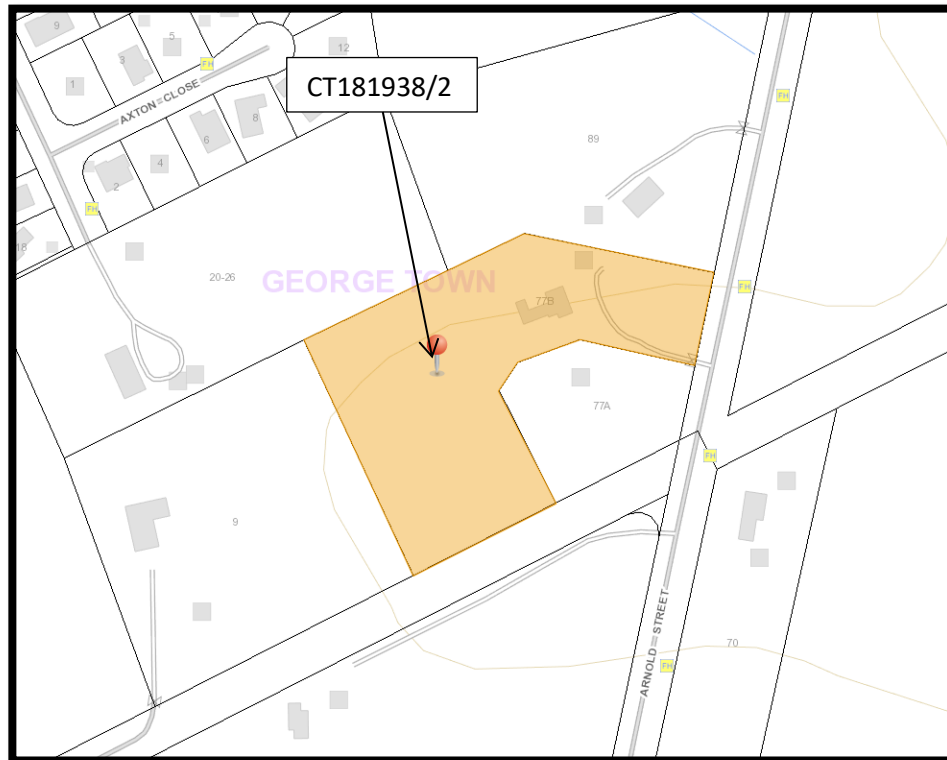 9
5
3
12
FH
1
CT181938/2
AXTON CLOSE
FH
8
6
89
4
2
FH
18
20-26
GEORGE TOWN
FH
77B
77A
FH
9
ARNOLD STREET
70
FH